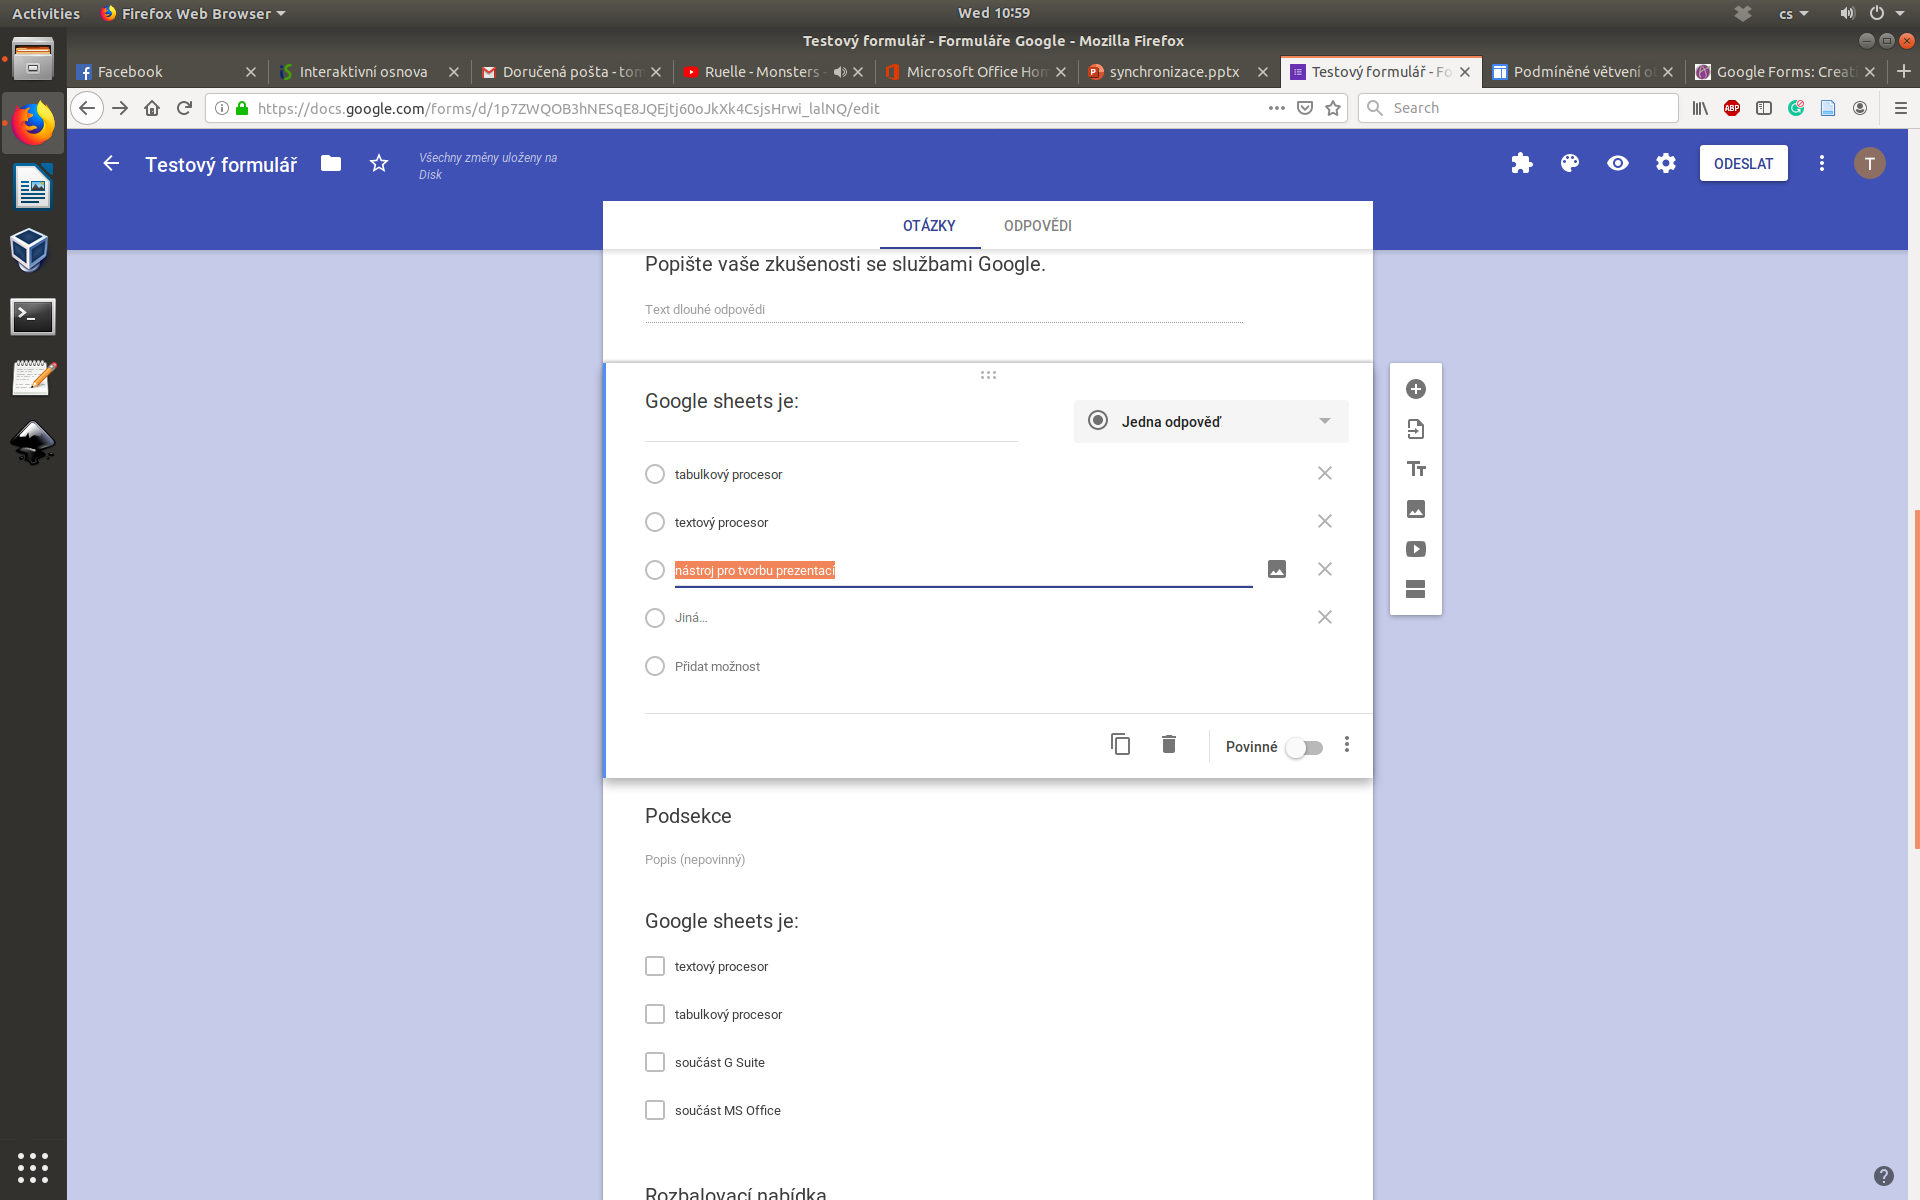 Activities Firefox Web Browser Wed 10:59 cs
Testový formulář - Formuláře Google - Mozilla Firefox
Facebook Interaktivní osnova Doručená pošta - tom Ruelle - Monsters - Microsoft Office Hom synchronizace.pptx Testový formulář - Fo Podmíněné větvení o Google Forms: Creati
https://docs.google.com/forms/d/1p7ZWQOB3hNESqE8JQEjtj60oJkXk4CsjsHrwi_lalNQ/edit Search
ABP
Testový formulář
Všechny změny uloženy na
Disk
ODESLAT
T
OTÁZKY ODPOVĚDI
Popište vaše zkušenosti se službami Google.
Text dlouhé odpovědi
Google sheets je:
Jedna odpověď
tabulkový procesor
textový procesor
nástroj pro tvorbu prezentací
Jiná...
Přidat možnost
Povinné
Podsekce
Popis (nepovinný)
Google sheets je:
textový procesor
tabulkový procesor
součást G Suite
součást MS Office
Rozbalovací nabídka